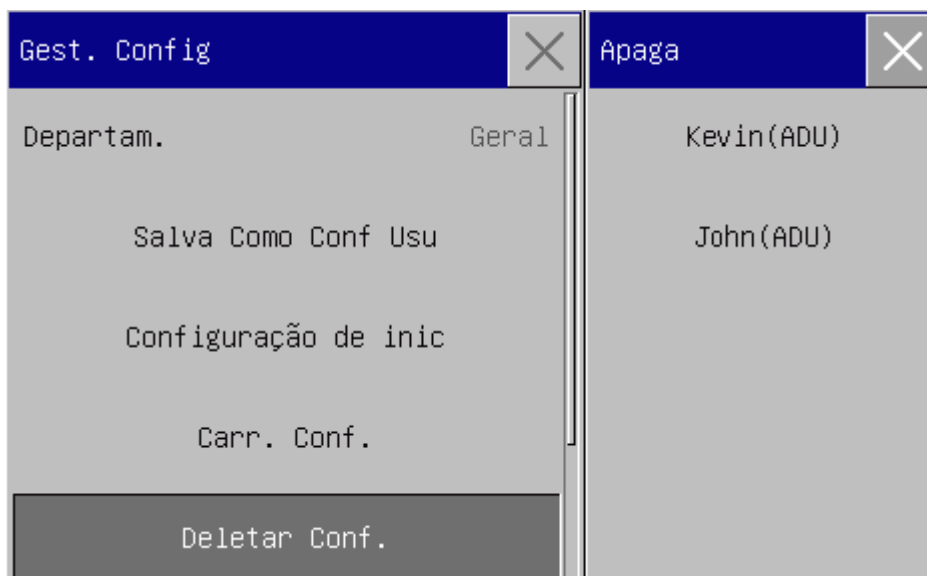 Gest. Config
Departam. Geral
Salva Como Conf Usu
Configuração de inic
Carr. Conf.
Deletar Conf.
Apaga
Kevin(ADU)
John(ADU)